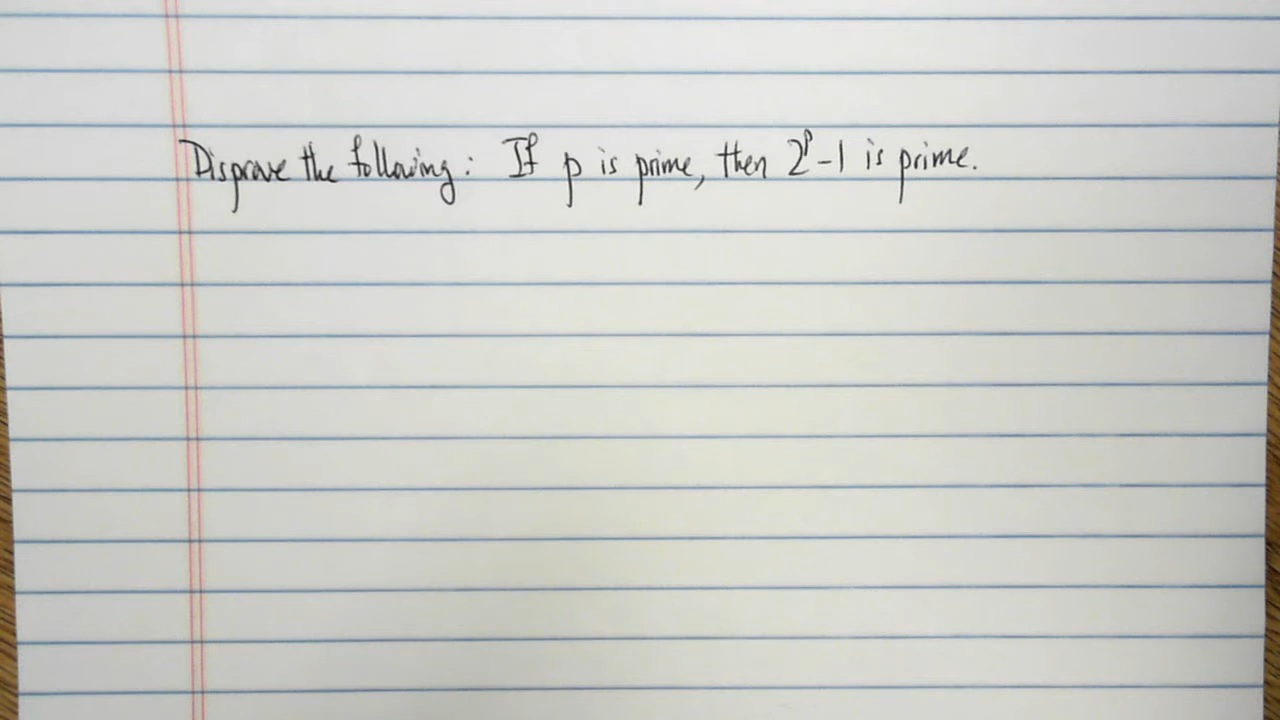 Disprove the following: If p is prime, then 2^p - 1 is prime.